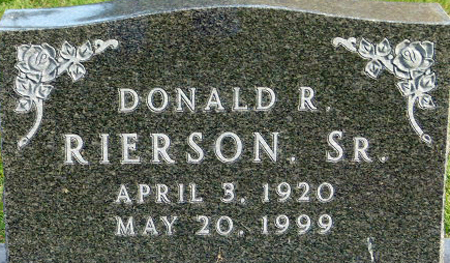 DONALD R.
RIERSON, SR.
APRIL 3, 1920
MAY 20, 1999